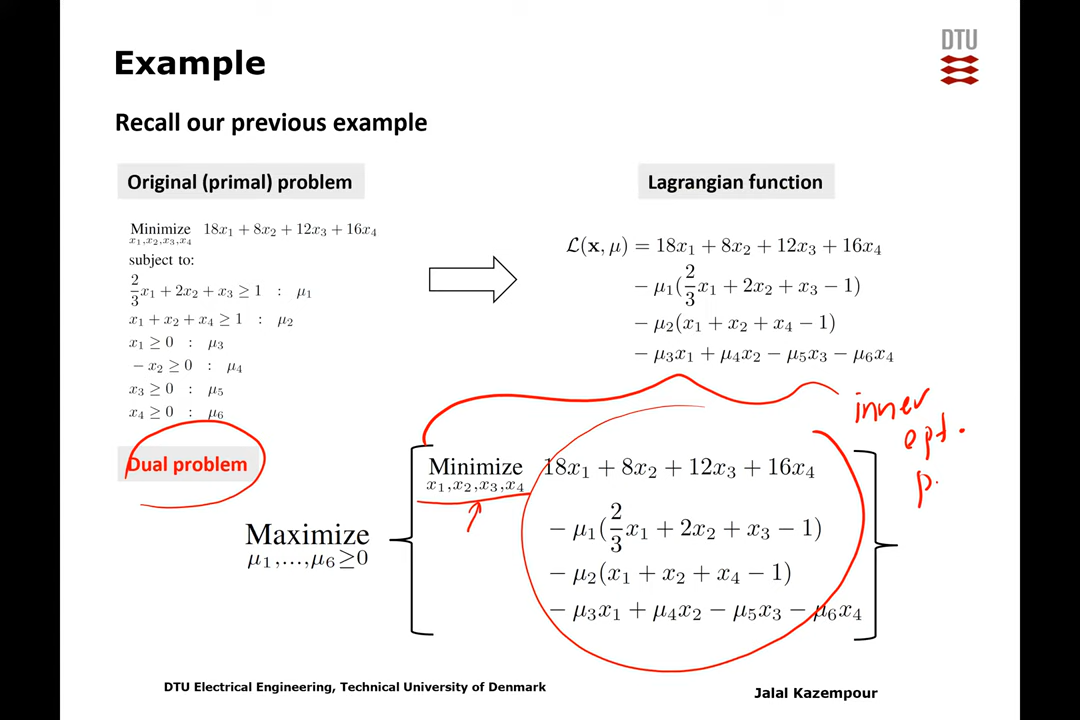 DTU
Example
Recall our previous example
Original (primal) problem
Minimize 18x₁ + 8x₂ + 12x₃ + 16x₄
x₁,x₂,x₃,x₄
subject to:
2/3 x₁ + 2x₂ + x₃ ≥ 1 : μ₁
x₁ + x₂ + x₄ ≥ 1 : μ₂
x₁ ≥ 0 : μ₃
− x₂ ≥ 0 : μ₄
x₃ ≥ 0 : μ₅
x₄ ≥ 0 : μ₆
Lagrangian function
ℒ(x, μ) = 18x₁ + 8x₂ + 12x₃ + 16x₄
− μ₁(2/3 x₁ + 2x₂ + x₃ − 1)
− μ₂(x₁ + x₂ + x₄ − 1)
− μ₃x₁ + μ₄x₂ − μ₅x₃ − μ₆x₄
inner
opt.
p.
Dual problem
Maximize
μ₁,…,μ₆≥0
Minimize 18x₁ + 8x₂ + 12x₃ + 16x₄
x₁,x₂,x₃,x₄
− μ₁(2/3 x₁ + 2x₂ + x₃ − 1)
− μ₂(x₁ + x₂ + x₄ − 1)
− μ₃x₁ + μ₄x₂ − μ₅x₃ − μ₆x₄
DTU Electrical Engineering, Technical University of Denmark
Jalal Kazempour